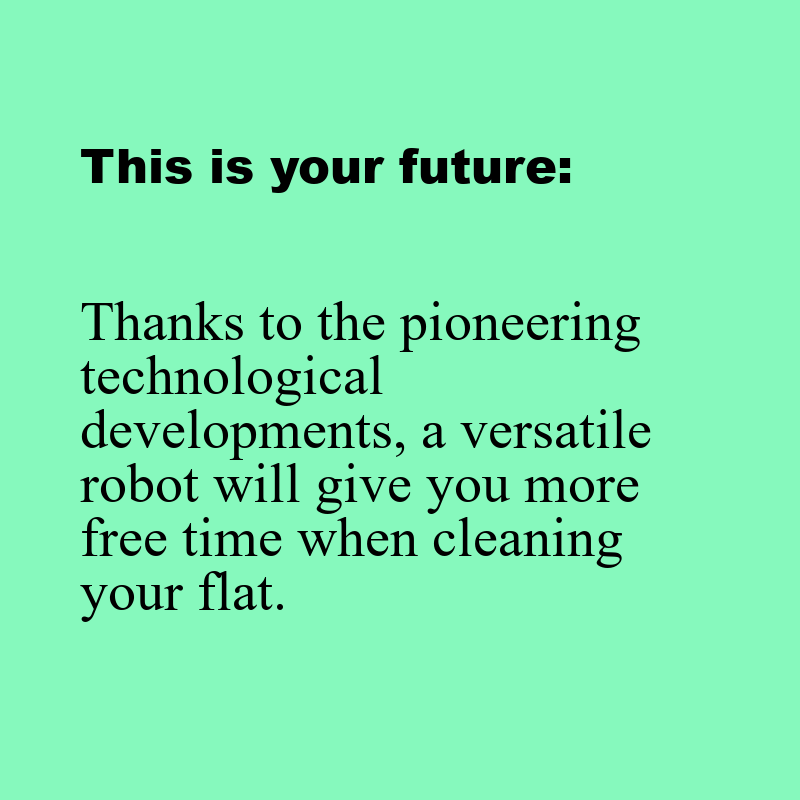 This is your future:
Thanks to the pioneering
technological
developments, a versatile
robot will give you more
free time when cleaning
your flat.